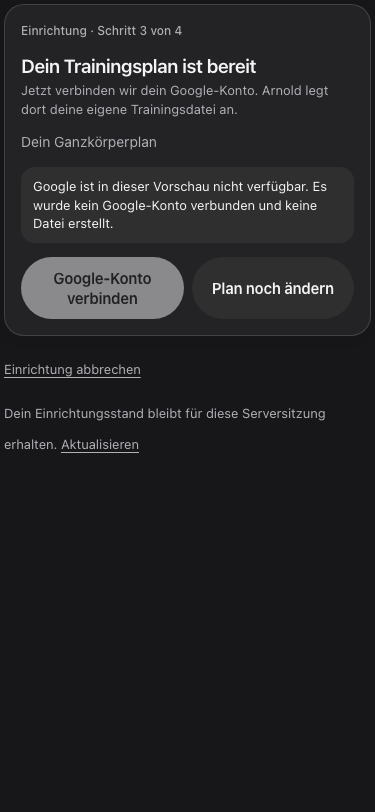 Einrichtung · Schritt 3 von 4
Dein Trainingsplan ist bereit
Jetzt verbinden wir dein Google-Konto. Arnold legt
dort deine eigene Trainingsdatei an.
Dein Ganzkörperplan
Google ist in dieser Vorschau nicht verfügbar. Es
wurde kein Google-Konto verbunden und keine
Datei erstellt.
Google-Konto
verbinden
Plan noch ändern
Einrichtung abbrechen
Dein Einrichtungsstand bleibt für diese Serversitzung
erhalten. Aktualisieren